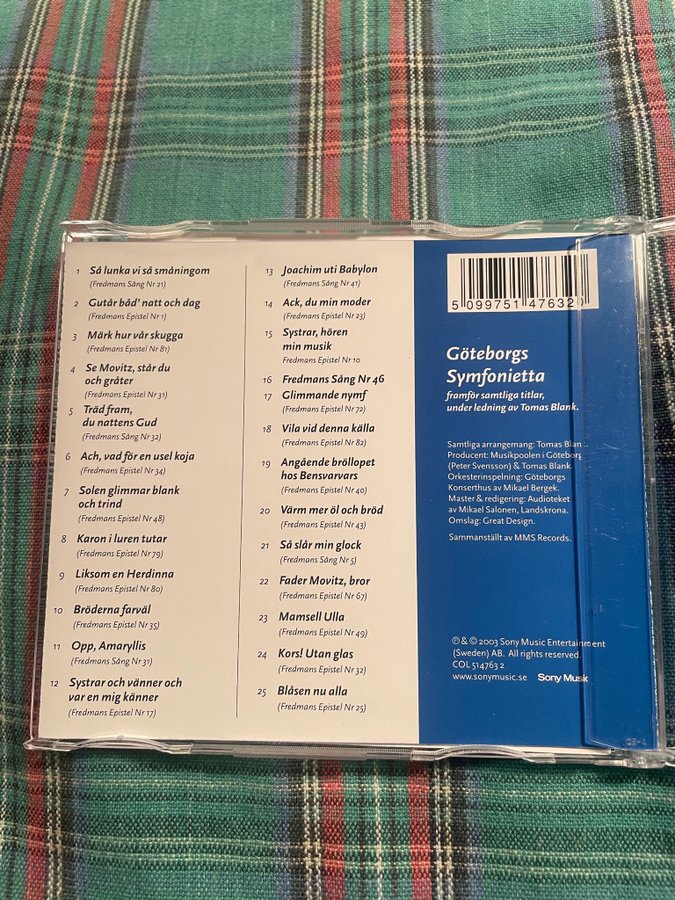 1 Så lunka vi så småningom
(Fredmans Sång Nr 21)
2 Gutår båd' natt och dag
(Fredmans Epistel Nr 1)
3 Märk hur vår skugga
(Fredmans Epistel Nr 81)
4 Se Movitz, står du
och gråter
(Fredmans Epistel Nr 31)
5 Träd fram,
du nattens Gud
(Fredmans Sång Nr 32)
6 Ach, vad för en usel koja
(Fredmans Epistel Nr 34)
7 Solen glimmar blank
och trind
(Fredmans Epistel Nr 48)
8 Karon i luren tutar
(Fredmans Epistel Nr 79)
9 Liksom en Herdinna
(Fredmans Epistel Nr 80)
10 Bröderna farväl
(Fredmans Epistel Nr 35)
11 Opp, Amaryllis
(Fredmans Sång Nr 31)
12 Systrar och vänner och
var en mig känner
(Fredmans Epistel Nr 17)
13 Joachim uti Babylon
(Fredmans Sång Nr 41)
14 Ack, du min moder
(Fredmans Epistel Nr 23)
15 Systrar, hören
min musik
Fredmans Epistel Nr 10
16 Fredmans Sång Nr 46
17 Glimmande nymf
(Fredmans Epistel Nr 72)
18 Vila vid denna källa
(Fredmans Epistel Nr 82)
19 Angående bröllopet
hos Bensvarvars
(Fredmans Epistel Nr 40)
20 Värm mer öl och bröd
(Fredmans Epistel Nr 43)
21 Så slår min glock
(Fredmans Sång Nr 5)
22 Fader Movitz, bror
(Fredmans Epistel Nr 67)
23 Mamsell Ulla
(Fredmans Epistel Nr 49)
24 Kors! Utan glas
(Fredmans Epistel Nr 32)
25 Blåsen nu alla
(Fredmans Epistel Nr 25)
5 099751 47632
Göteborgs
Symfonietta
framför samtliga titlar,
under ledning av Tomas Blank.
Samtliga arrangemang: Tomas Blan
Producent: Musikpoolen i Göteborg
(Peter Svensson) & Tomas Blank.
Orkesterinspelning: Göteborgs
Konserthus av Mikael Bergek.
Master & redigering: Audioteket
av Mikael Salonen, Landskrona.
Omslag: Great Design.
Sammanställt av MMS Records.
℗ & © 2003 Sony Music Entertainment
(Sweden) AB. All rights reserved.
COL 514763 2
www.sonymusic.se Sony Music